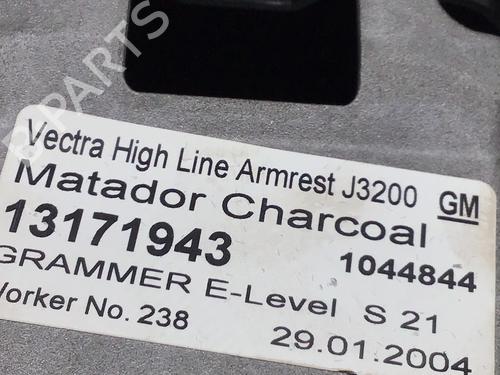 Vectra High Line Armrest J3200 GM
Matador Charcoal
13171943 1044844
GRAMMER E-Level S 21
Worker No. 238 29.01.2004
B-PARTS